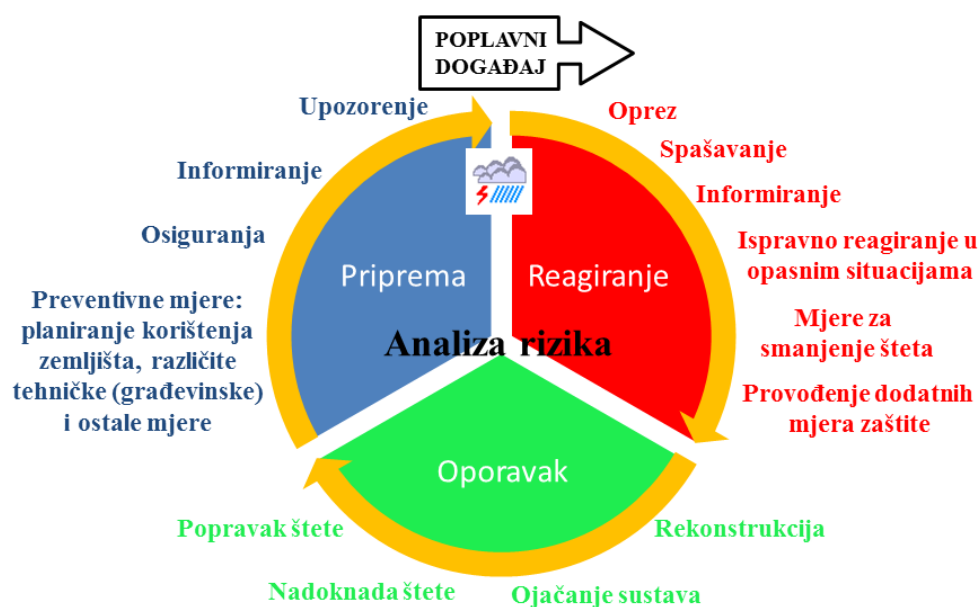 POPLAVNI
DOGAĐAJ
Upozorenje
Informiranje
Osiguranja
Preventivne mjere:
planiranje korištenja
zemljišta, različite
tehničke (građevinske)
i ostale mjere
Priprema
Reagiranje
Analiza rizika
Oporavak
Oprez
Spašavanje
Informiranje
Ispravno reagiranje u
opasnim situacijama
Mjere za
smanjenje šteta
Provođenje dodatnih
mjera zaštite
Rekonstrukcija
Ojačanje sustava
Nadoknada štete
Popravak štete